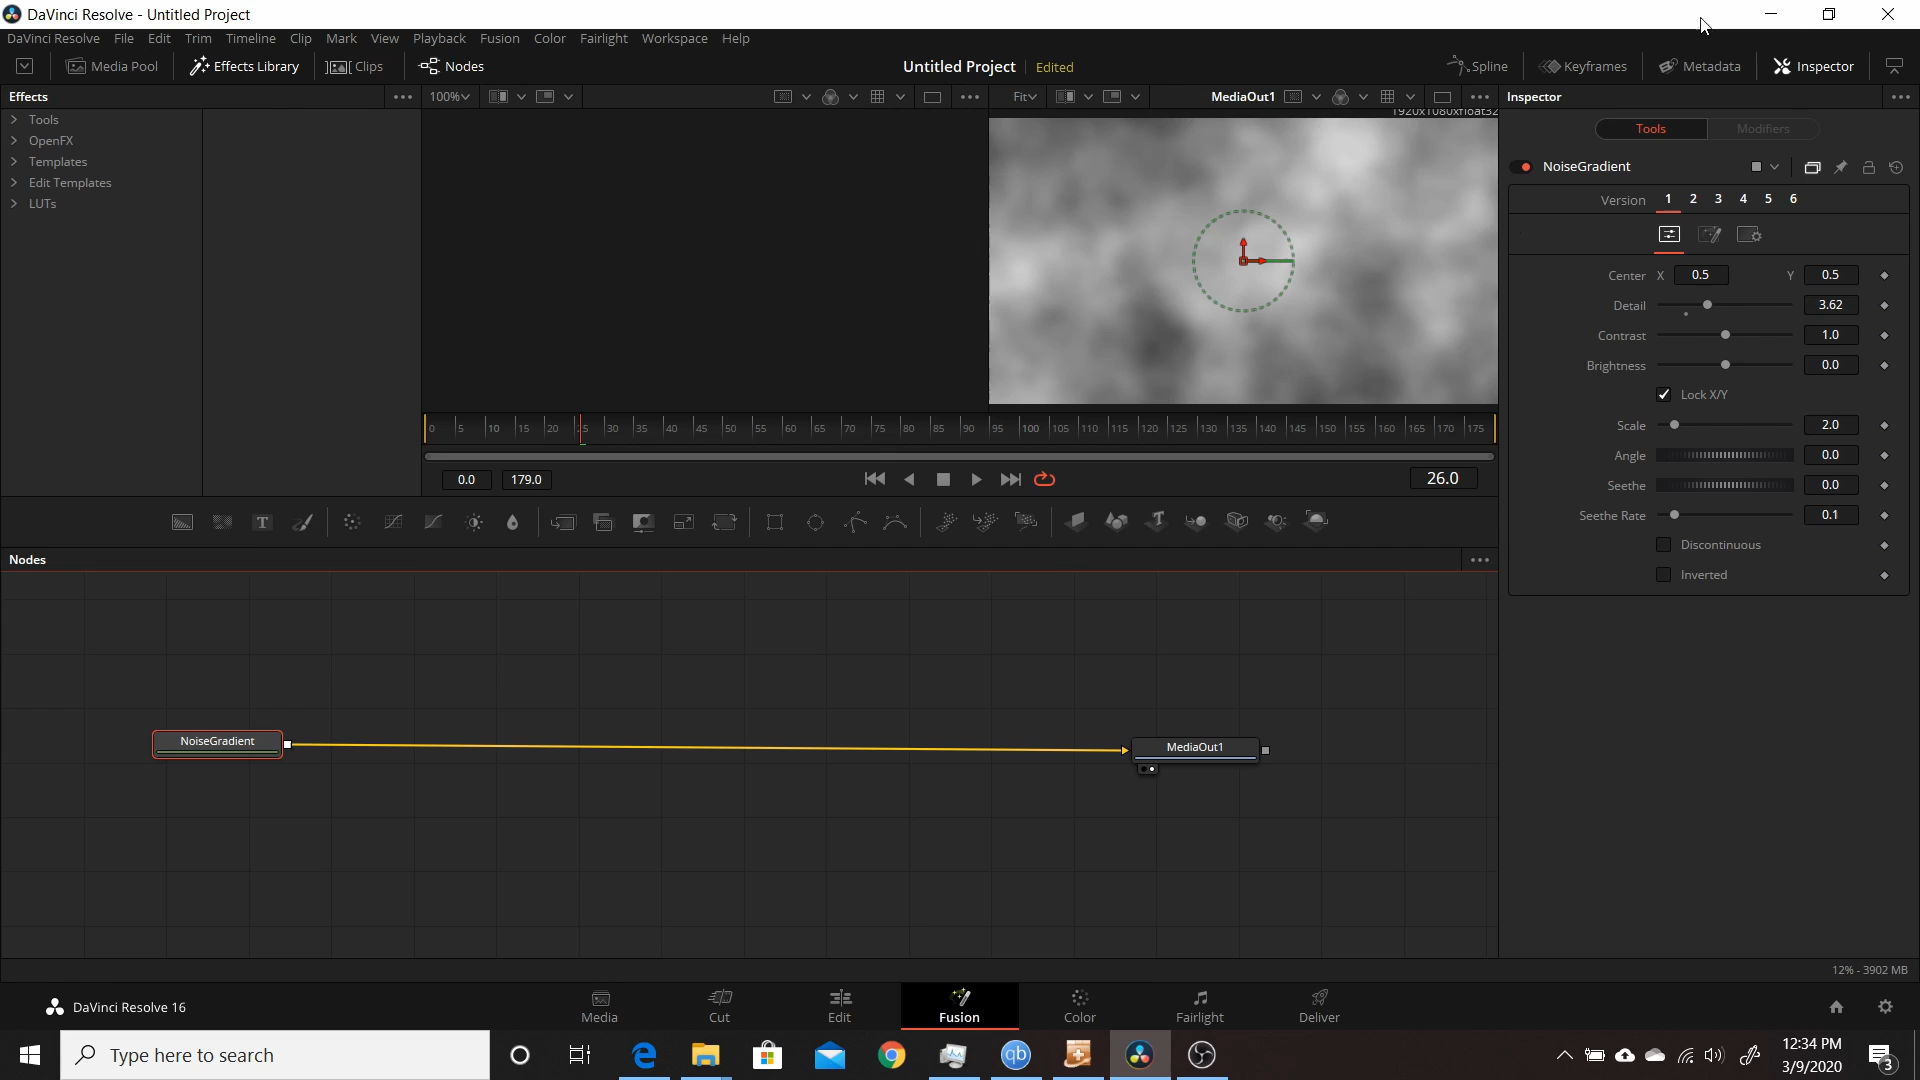 DaVinci Resolve - Untitled Project
DaVinci Resolve File Edit Trim Timeline Clip Mark View Playback Fusion Color Fairlight Workspace Help
Media Pool Effects Library Clips Nodes Untitled Project Edited Spline Keyframes Metadata Inspector
Effects 100% Fit MediaOut1 Inspector
1920x1080xfloat32
Tools
OpenFX
Templates
Edit Templates
LUTs
Tools Modifiers
NoiseGradient
Version 1 2 3 4 5 6
Center X 0.5 Y 0.5
Detail 3.62
Contrast 1.0
Brightness 0.0
Lock X/Y
Scale 2.0
Angle 0.0
Seethe 0.0
Seethe Rate 0.1
Discontinuous
Inverted
0 5 10 15 20 25 30 35 40 45 50 55 60 65 70 75 80 85 90 95 100 105 110 115 120 125 130 135 140 145 150 155 160 165 170 175
0.0 179.0 26.0
T
Nodes
NoiseGradient
MediaOut1
12% - 3902 MB
DaVinci Resolve 16
Media Cut Edit Fusion Color Fairlight Deliver
Type here to search
qb
12:34 PM
3/9/2020
3